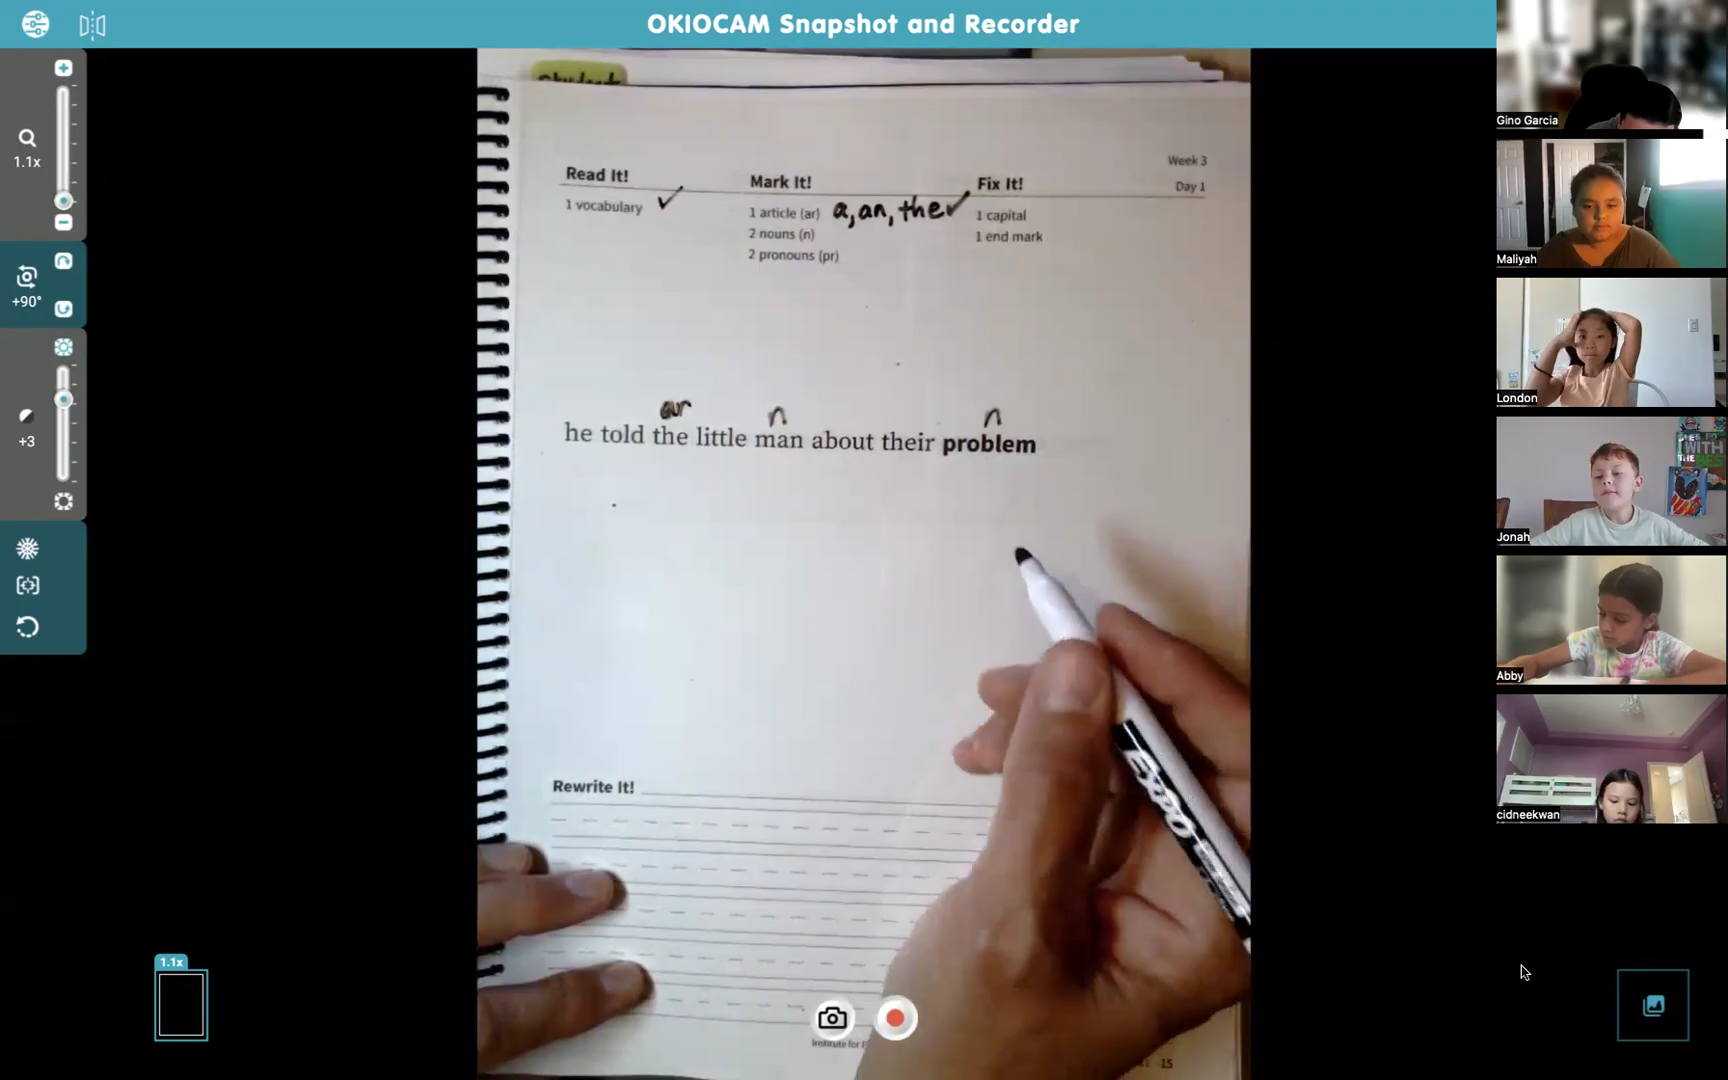 OKIOCAM Snapshot and Recorder
1.1x
+90°
+3
Week 3
Day 1
Read It!
Mark It!
Fix It!
1 vocabulary ✓
1 article (ar) a, an, the ✓
2 nouns (n)
2 pronouns (pr)
1 capital
1 end mark
ar n n
he told the little man about their problem
EXPO
Rewrite It!
15
1.1x
Gino Garcia
Maliyah
London
Jonah
Abby
cidneekwan